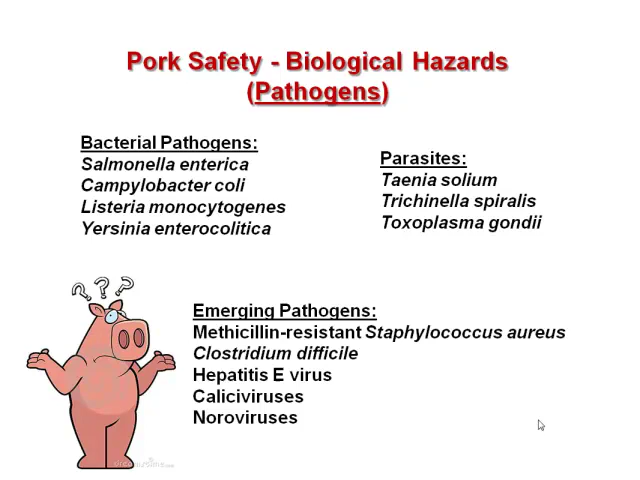 Pork Safety - Biological Hazards
(Pathogens)
Bacterial Pathogens:
Salmonella enterica
Campylobacter coli
Listeria monocytogenes
Yersinia enterocolitica
Parasites:
Taenia solium
Trichinella spiralis
Toxoplasma gondii
? ? ?
Emerging Pathogens:
Methicillin-resistant Staphylococcus aureus
Clostridium difficile
Hepatitis E virus
Caliciviruses
Noroviruses